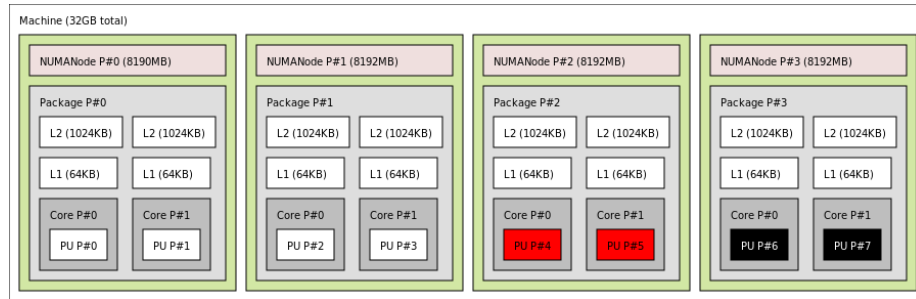 Machine (32GB total)
NUMANode P#0 (8190MB) NUMANode P#1 (8192MB) NUMANode P#2 (8192MB) NUMANode P#3 (8192MB)
Package P#0 Package P#1 Package P#2 Package P#3
L2 (1024KB) L2 (1024KB) L2 (1024KB) L2 (1024KB) L2 (1024KB) L2 (1024KB) L2 (1024KB) L2 (1024KB)
L1 (64KB) L1 (64KB) L1 (64KB) L1 (64KB) L1 (64KB) L1 (64KB) L1 (64KB) L1 (64KB)
Core P#0 Core P#1 Core P#0 Core P#1 Core P#0 Core P#1 Core P#0 Core P#1
PU P#0 PU P#1 PU P#2 PU P#3 PU P#4 PU P#5 PU P#6 PU P#7